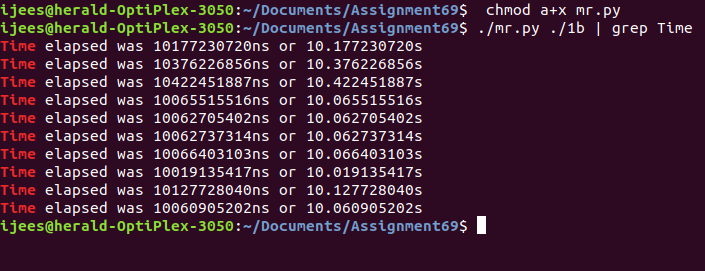 ijees@herald-OptiPlex-3050:~/Documents/Assignment69$  chmod a+x mr.py
ijees@herald-OptiPlex-3050:~/Documents/Assignment69$ ./mr.py ./1b | grep Time
Time elapsed was 10177230720ns or 10.177230720s
Time elapsed was 10376226856ns or 10.376226856s
Time elapsed was 10422451887ns or 10.422451887s
Time elapsed was 10065515516ns or 10.065515516s
Time elapsed was 10062705402ns or 10.062705402s
Time elapsed was 10062737314ns or 10.062737314s
Time elapsed was 10066403103ns or 10.066403103s
Time elapsed was 10019135417ns or 10.019135417s
Time elapsed was 10127728040ns or 10.127728040s
Time elapsed was 10060905202ns or 10.060905202s
ijees@herald-OptiPlex-3050:~/Documents/Assignment69$